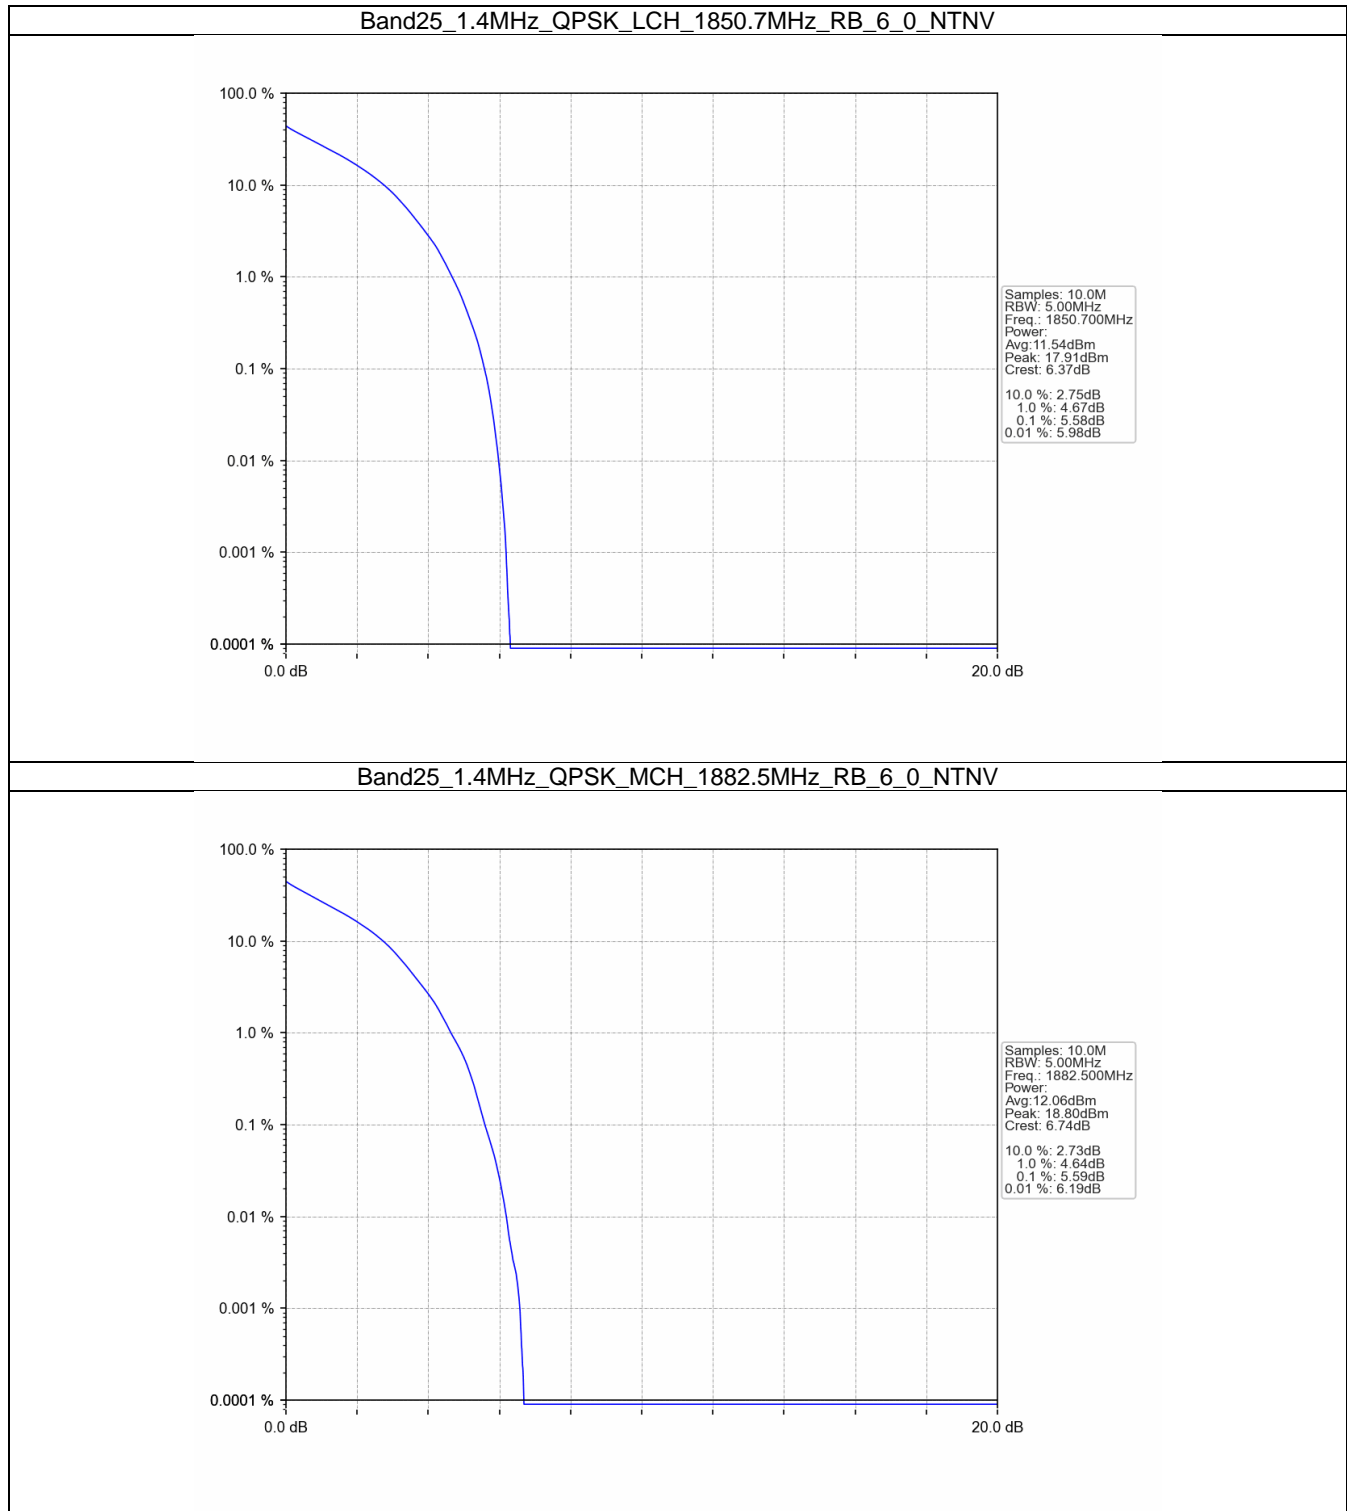 Band25_1.4MHz_QPSK_LCH_1850.7MHz_RB_6_0_NTNV
100.0 %
10.0 %
1.0 %
0.1 %
0.01 %
0.001 %
0.0001 %
0.0 dB
20.0 dB
Samples: 10.0M
RBW: 5.00MHz
Freq.: 1850.700MHz
Power:
Avg:11.54dBm
Peak: 17.91dBm
Crest: 6.37dB
10.0 %: 2.75dB
1.0 %: 4.67dB
0.1 %: 5.58dB
0.01 %: 5.98dB
Band25_1.4MHz_QPSK_MCH_1882.5MHz_RB_6_0_NTNV
100.0 %
10.0 %
1.0 %
0.1 %
0.01 %
0.001 %
0.0001 %
0.0 dB
20.0 dB
Samples: 10.0M
RBW: 5.00MHz
Freq.: 1882.500MHz
Power:
Avg:12.06dBm
Peak: 18.80dBm
Crest: 6.74dB
10.0 %: 2.73dB
1.0 %: 4.64dB
0.1 %: 5.59dB
0.01 %: 6.19dB